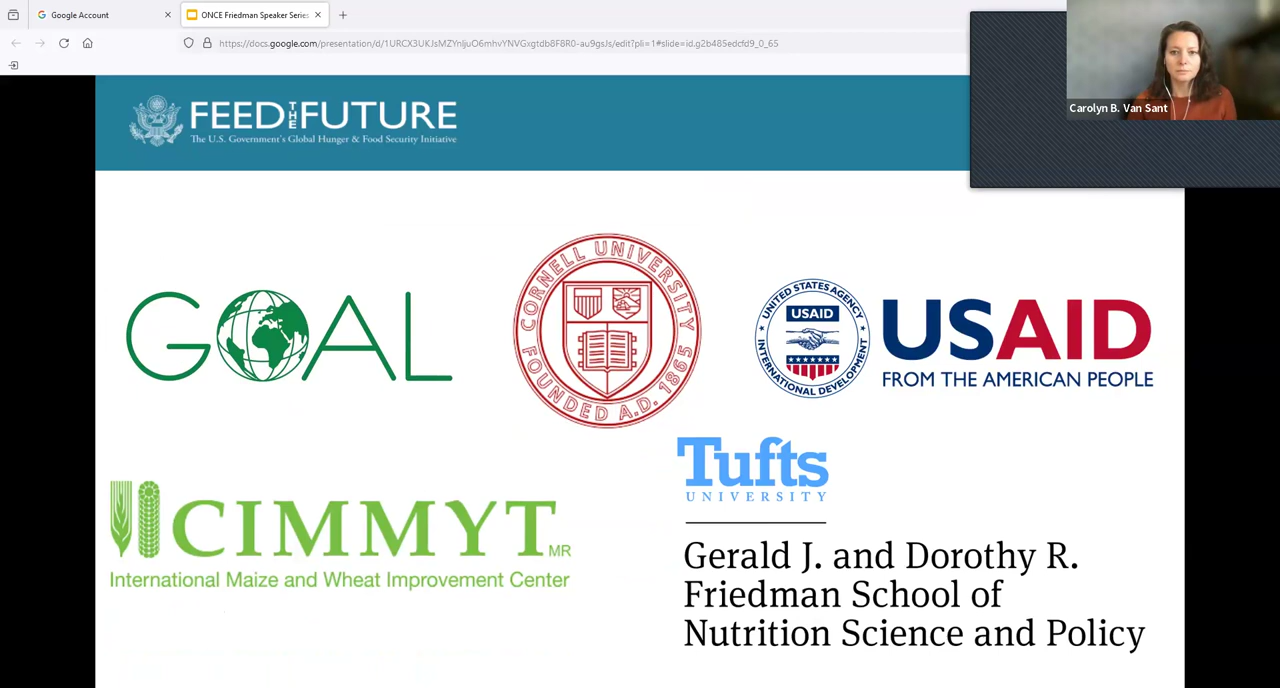 Google Account
ONCE Friedman Speaker Series
https://docs.google.com/presentation/d/1URCX3UKJsMZYnljuO6mhvYNVGxgtdb8F8R0-au9gsJs/edit?pli=1#slide=id.g2b485edcfd9_0_65
Carolyn B. Van Sant
FEED THE FUTURE
The U.S. Government's Global Hunger & Food Security Initiative
GOAL
CORNELL UNIVERSITY
FOUNDED A.D. 1865
UNITED STATES AGENCY
USAID
INTERNATIONAL DEVELOPMENT
USAID
FROM THE AMERICAN PEOPLE
CIMMYT
MR
International Maize and Wheat Improvement Center
Tufts
UNIVERSITY
Gerald J. and Dorothy R.
Friedman School of
Nutrition Science and Policy